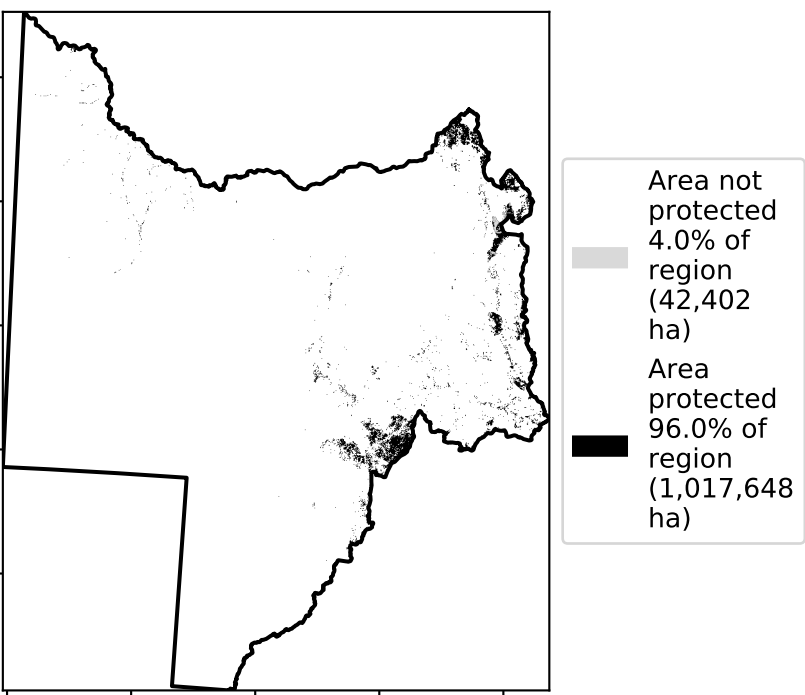 Area not
protected
4.0% of
region
(42,402
ha)
Area
protected
96.0% of
region
(1,017,648
ha)